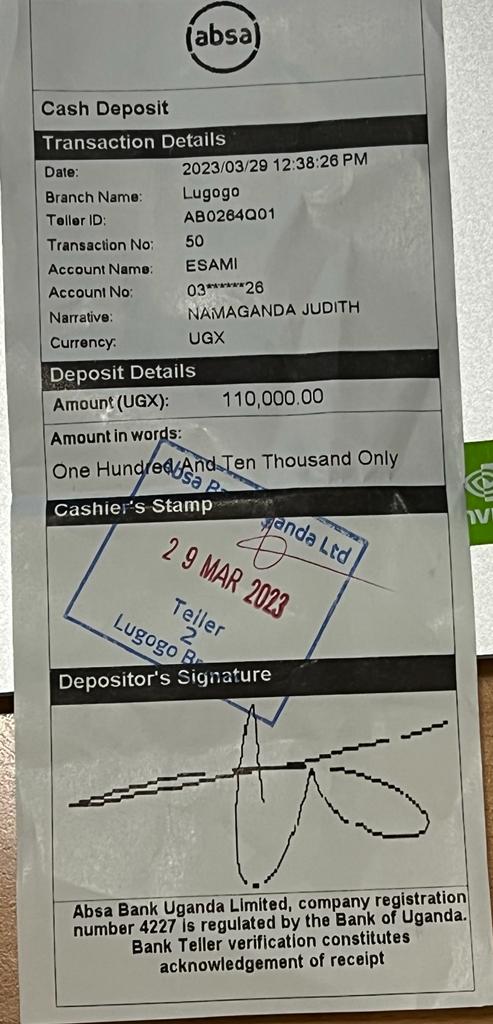 absa
Cash Deposit
Transaction Details
Date: 2023/03/29 12:38:26 PM
Branch Name: Lugogo
Teller ID: AB0264Q01
Transaction No: 50
Account Name: ESAMI
Account No: 03******26
Narrative: NAMAGANDA JUDITH
Currency: UGX
Deposit Details
Amount (UGX): 110,000.00
Amount in words:
One Hundred And Ten Thousand Only
Cashier's Stamp
Absa B anda Ltd
29 MAR 2023
Teller
2
Lugogo Br
Depositor's Signature
Absa Bank Uganda Limited, company registration
number 4227 is regulated by the Bank of Uganda.
Bank Teller verification constitutes
acknowledgement of receipt